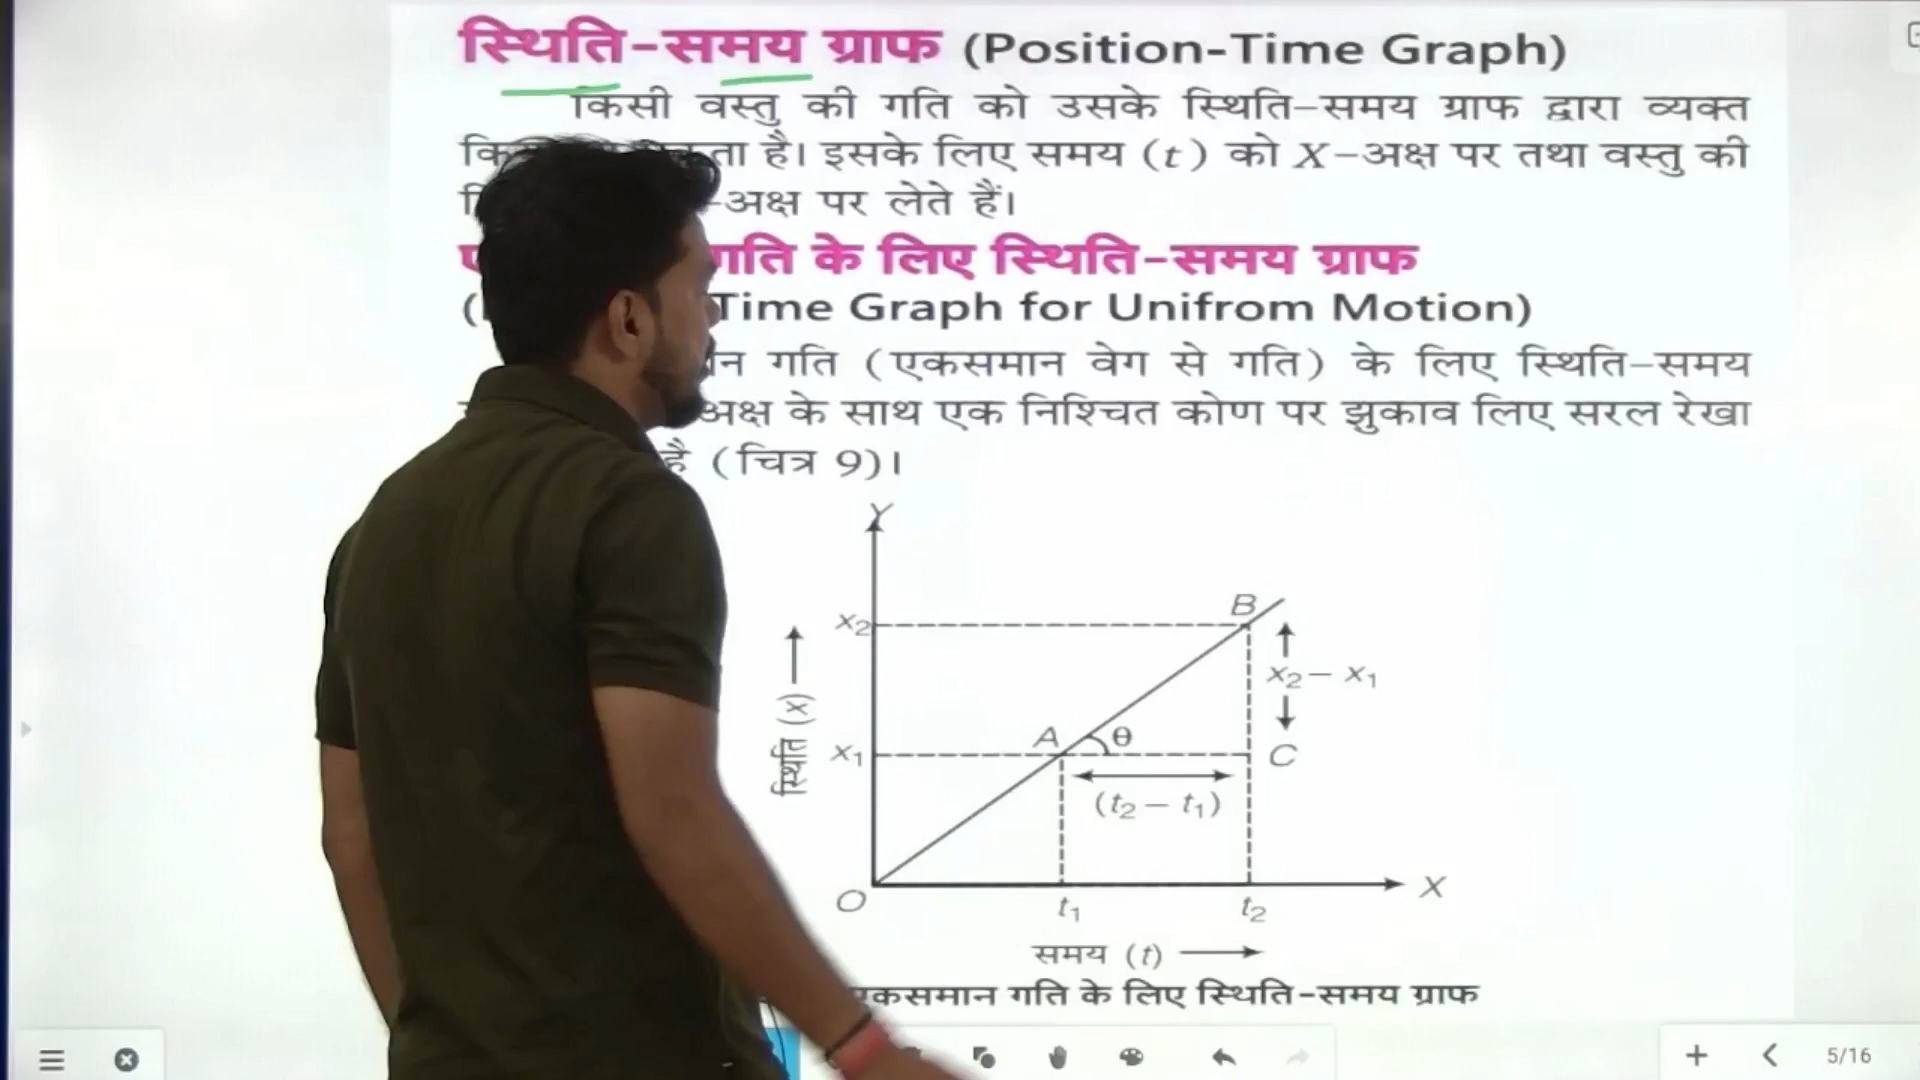 स्थिति-समय ग्राफ (Position-Time Graph)
किसी वस्तु की गति को उसके स्थिति-समय ग्राफ द्वारा व्यक्त
है। इसके लिए समय (t) को X-अक्ष पर तथा वस्तु की
-अक्ष पर लेते हैं।
गति के लिए स्थिति-समय ग्राफ
Time Graph for Unifrom Motion)
गति (एकसमान वेग से गति) के लिए स्थिति-समय
अक्ष के साथ एक निश्चित कोण पर झुकाव लिए सरल रेखा
है (चित्र 9)।
Y
B
x₂
x₂ − x₁
स्थिति (x)
A θ
x₁
C
(t₂ − t₁)
O
X
t₁ t₂
समय (t)
एकसमान गति के लिए स्थिति-समय ग्राफ
5/16